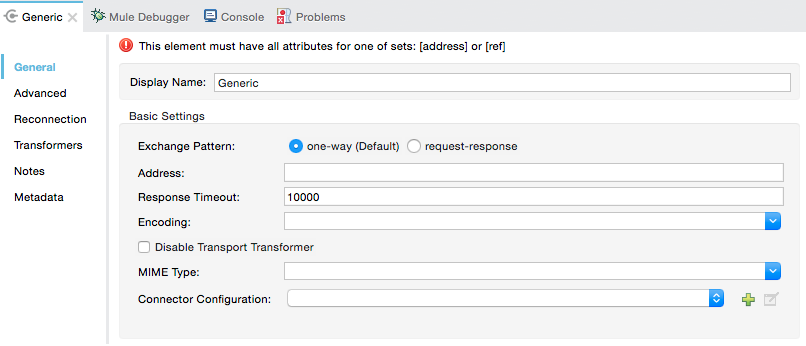 Generic Mule Debugger Console Problems
This element must have all attributes for one of sets: [address] or [ref]
General
Advanced
Reconnection
Transformers
Notes
Metadata
Display Name: Generic
Basic Settings
Exchange Pattern: one-way (Default) request-response
Address:
Response Timeout: 10000
Encoding:
Disable Transport Transformer
MIME Type:
Connector Configuration: